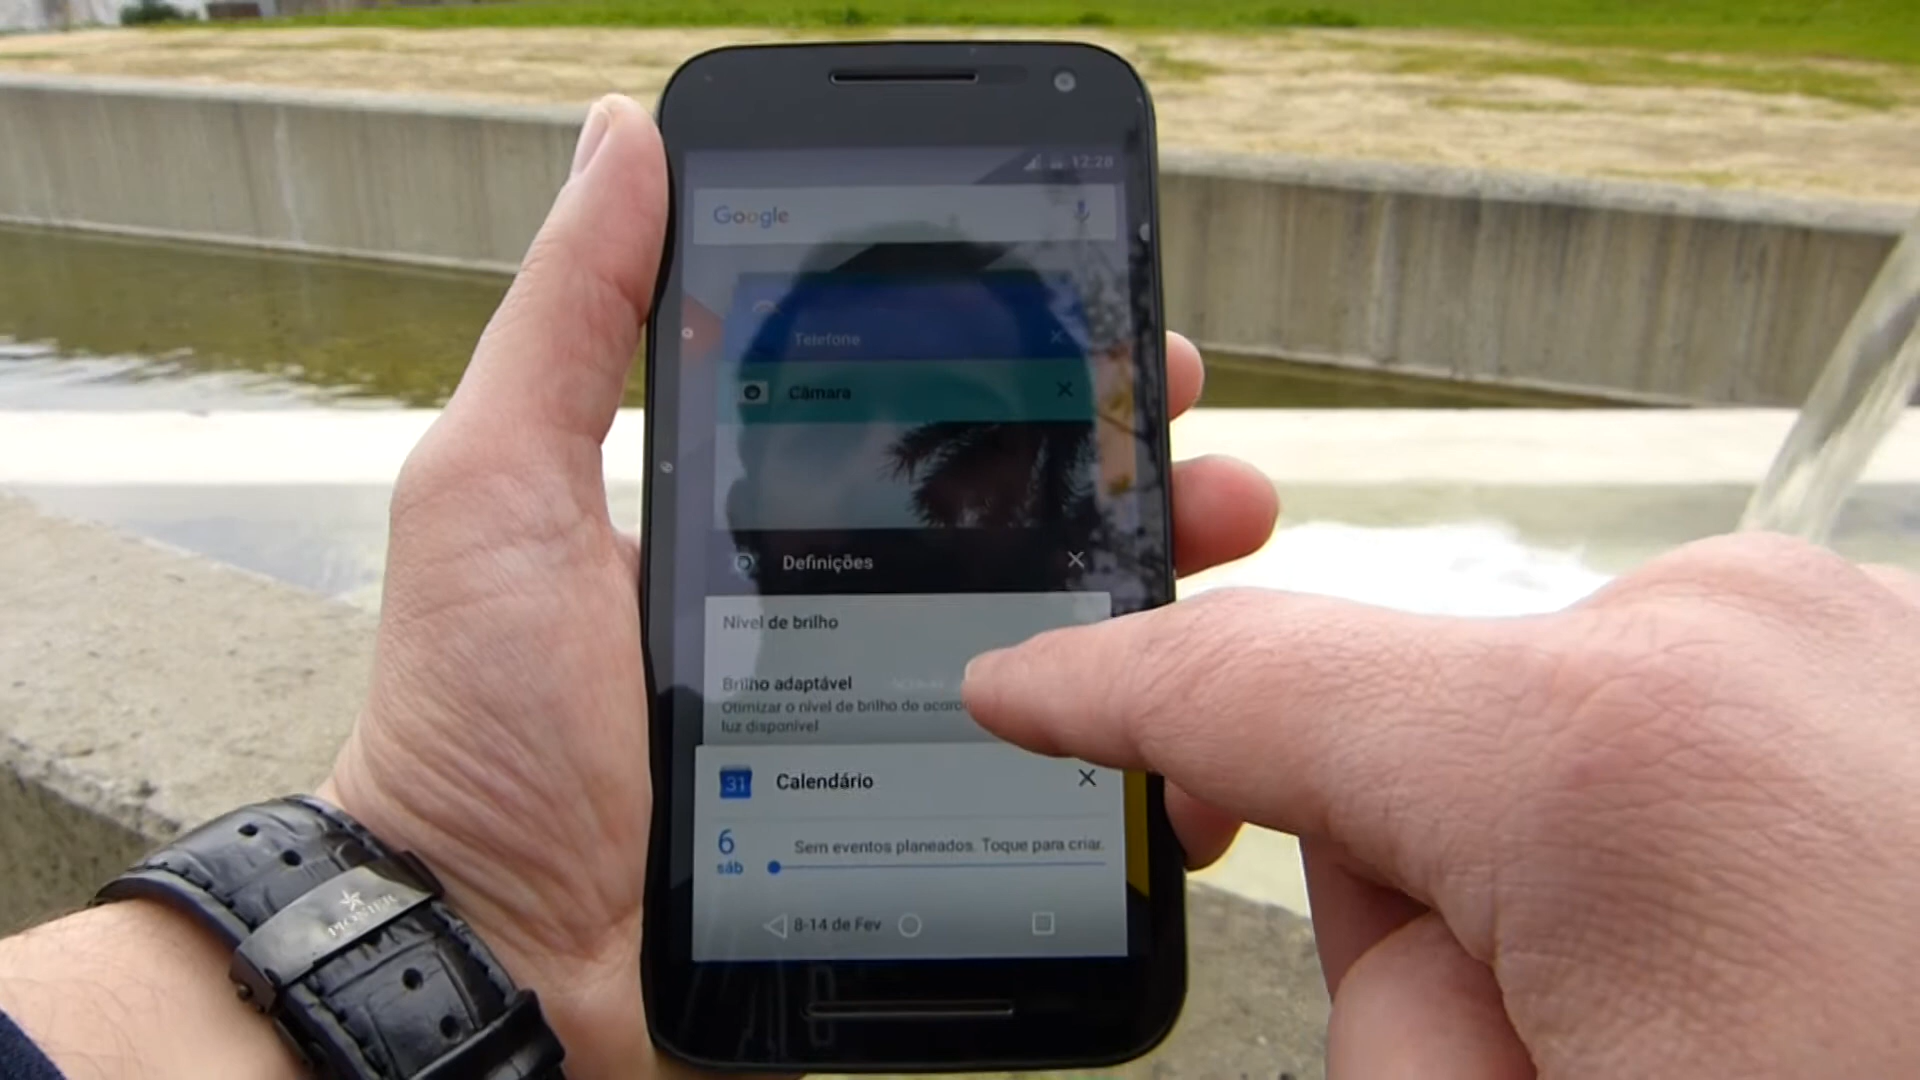 12:28
Google
Telefone
Câmara
Definições
Nível de brilho
Brilho adaptável
Otimizar o nível de brilho de acord
luz disponível
31
Calendário
6
sáb
Sem eventos planeados. Toque para criar.
8-14 de Fev